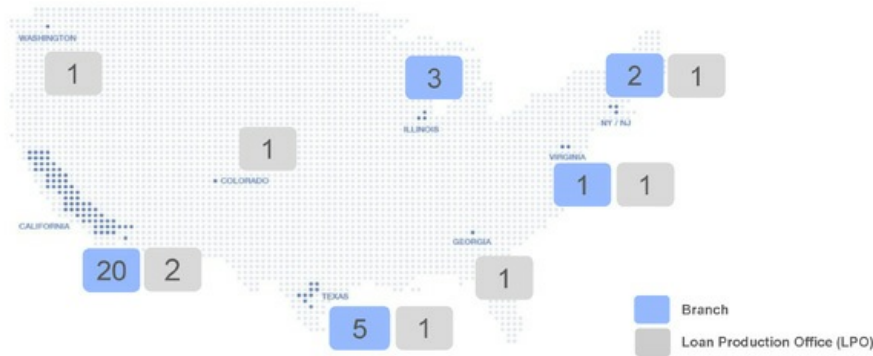 WASHINGTON
1
3
2 1
ILLINOIS
NY / NJ
1
COLORADO
VIRGINIA
1 1
CALIFORNIA
GEORGIA
20 2
1
TEXAS
5 1
Branch
Loan Production Office (LPO)